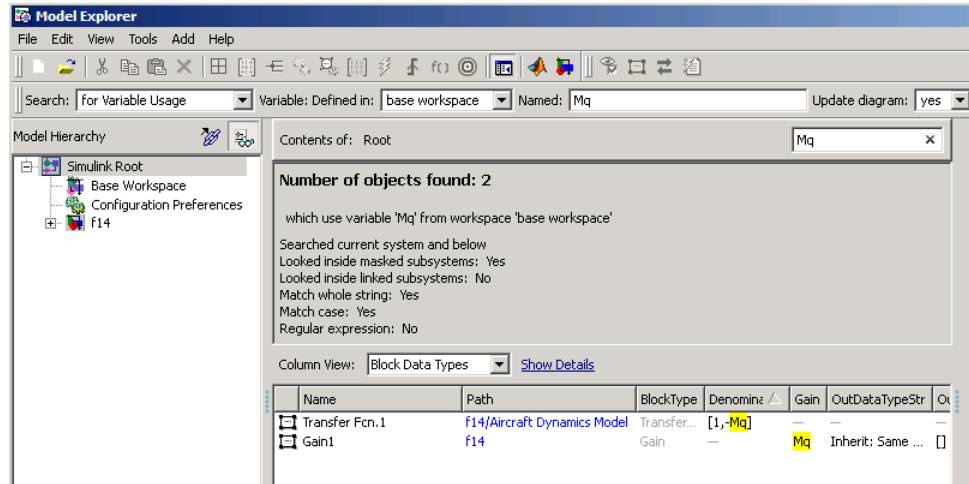 Model Explorer
File Edit View Tools Add Help
f()
Search: for Variable Usage Variable: Defined in: base workspace Named: Mq Update diagram: yes
Model Hierarchy
Contents of: Root Mq
Simulink Root
Base Workspace
Configuration Preferences
f14
Number of objects found: 2
which use variable 'Mq' from workspace 'base workspace'
Searched current system and below
Looked inside masked subsystems: Yes
Looked inside linked subsystems: No
Match whole string: Yes
Match case: Yes
Regular expression: No
Column View: Block Data Types Show Details
Name Path BlockType Denomina Gain OutDataTypeStr Ou
Transfer Fcn.1 f14/Aircraft Dynamics Model Transfer... [1,-Mq] — — —
Gain1 f14 Gain — Mq Inherit: Same ... []